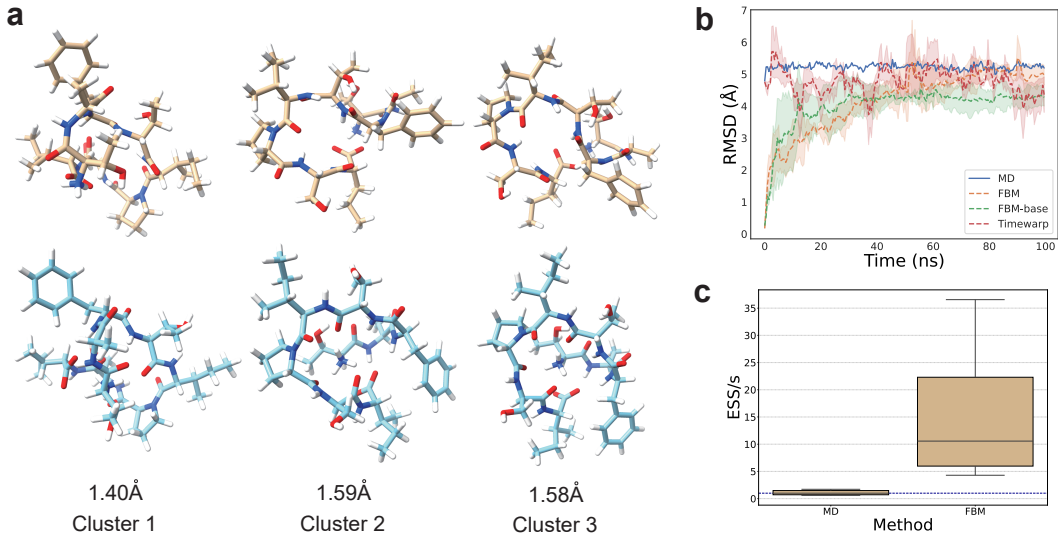 a
1.40Å
1.59Å
1.58Å
Cluster 1
Cluster 2
Cluster 3
b
RMSD (Å)
7
6
5
4
3
2
1
0
0
20
40
60
80
100
Time (ns)
MD
FBM
FBM-base
Timewarp
c
ESS/s
35
30
25
20
15
10
5
0
MD
FBM
Method